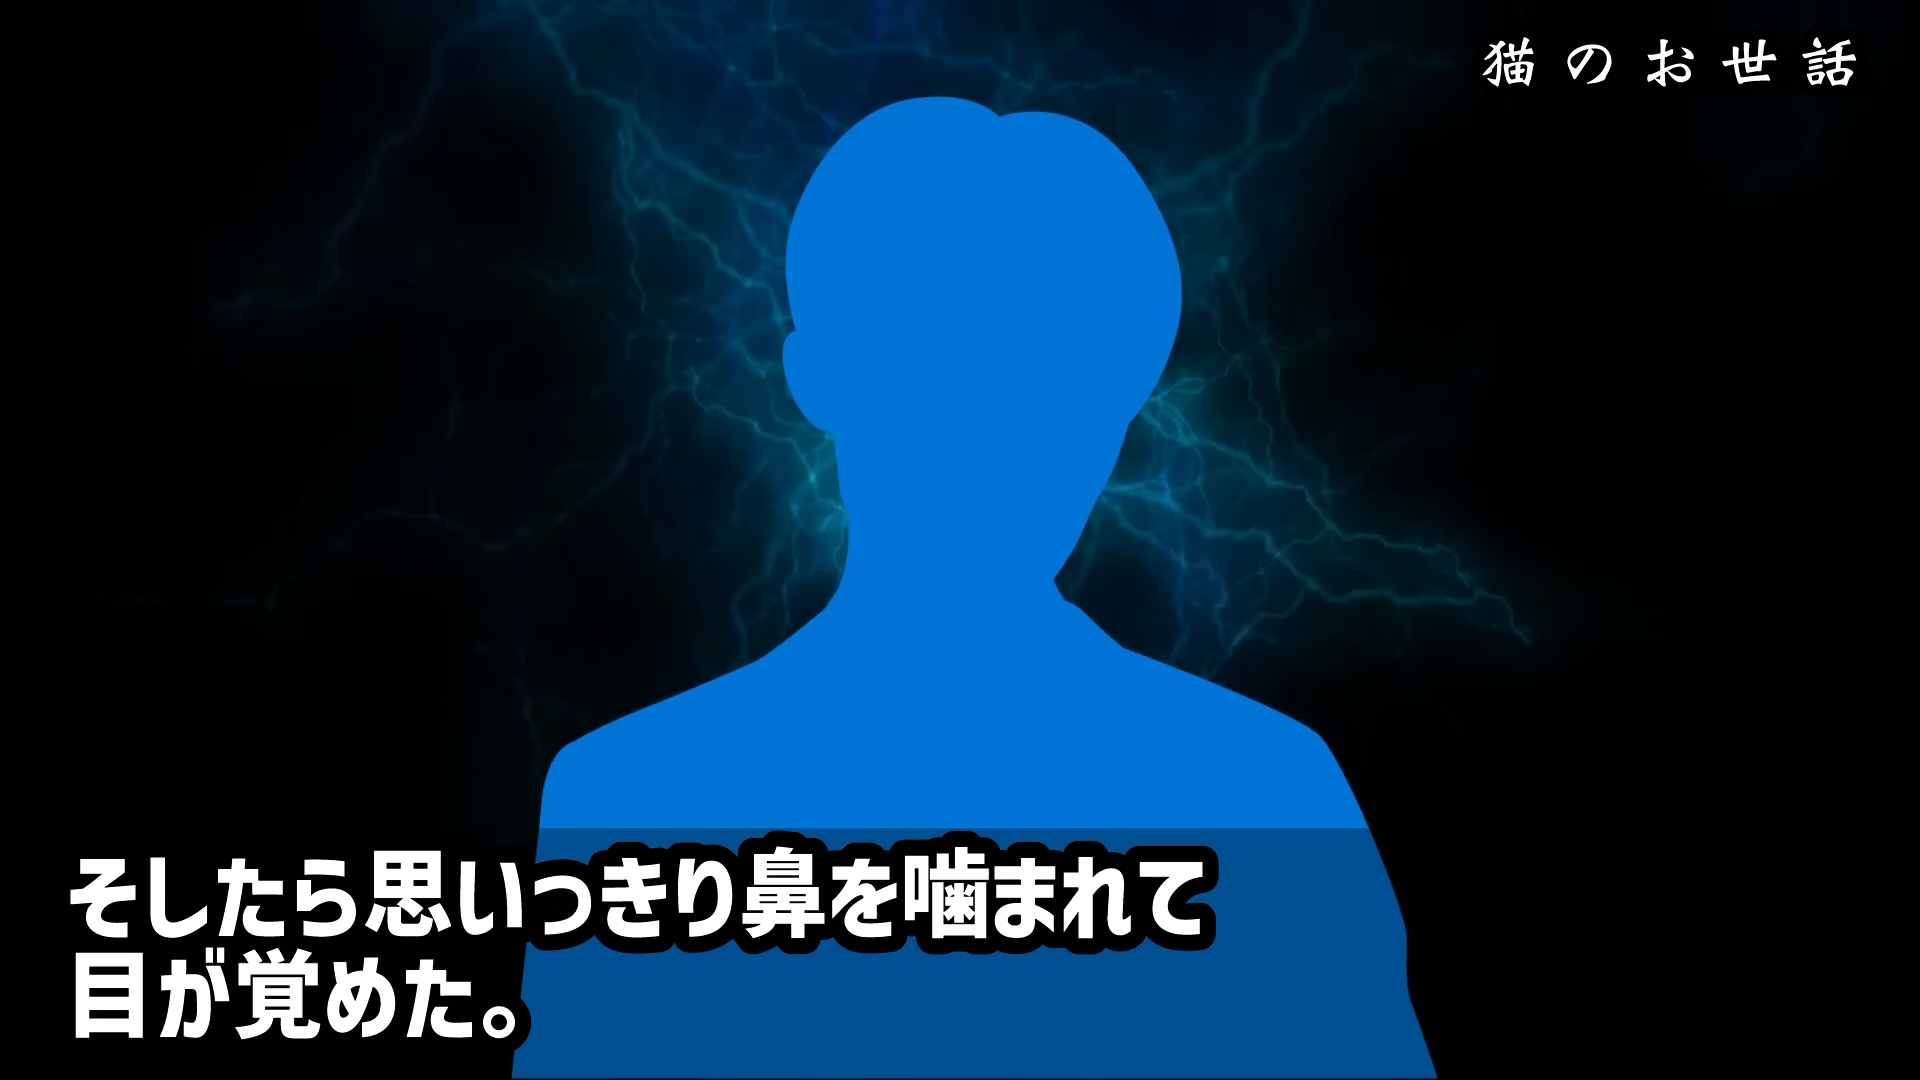 猫のお世話
そしたら思いっきり鼻を噛まれて
目が覚めた。